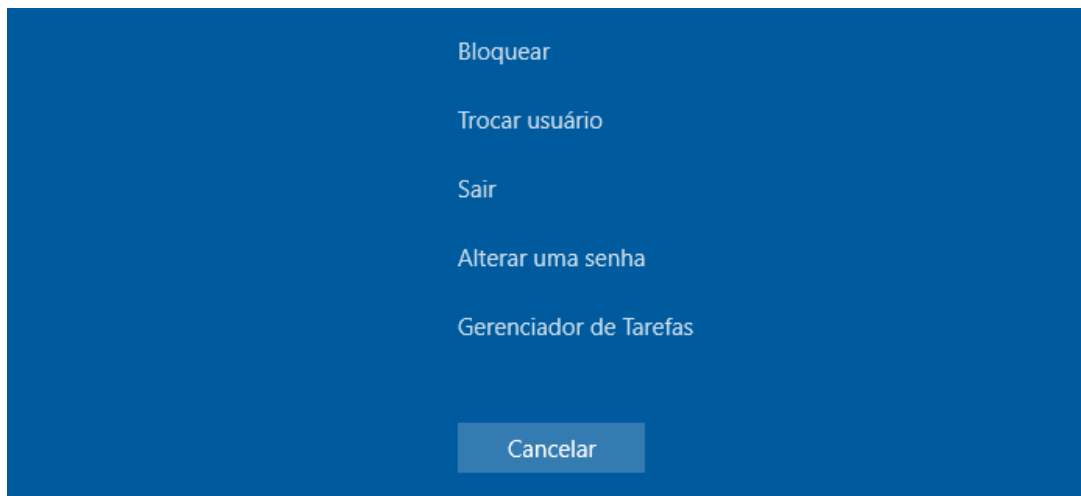 Bloquear
Trocar usuário
Sair
Alterar uma senha
Gerenciador de Tarefas
Cancelar